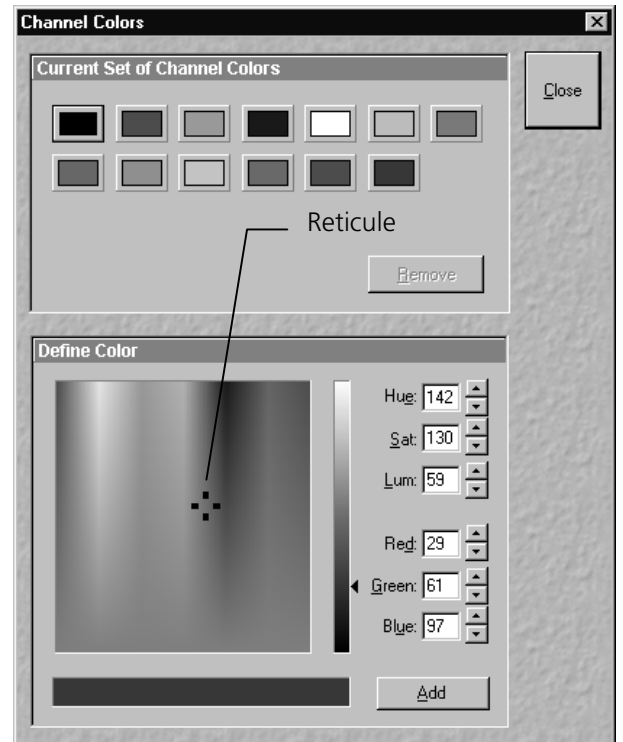 Channel Colors
Current Set of Channel Colors
Close
Reticule
Remove
Define Color
Hue: 142
Sat: 130
Lum: 59
Red: 29
Green: 61
Blue: 97
Add